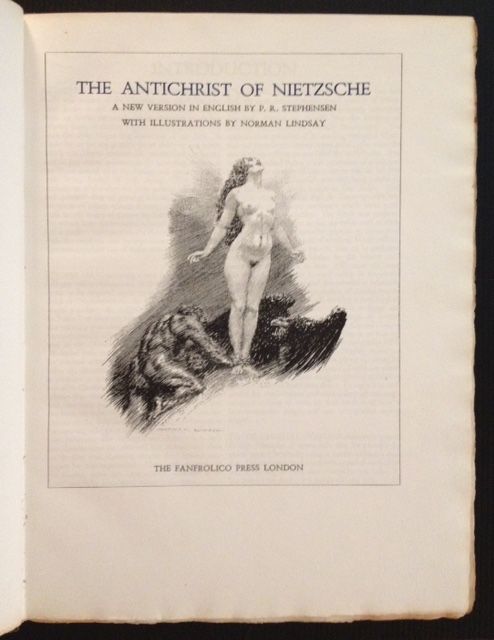 THE ANTICHRIST OF NIETZSCHE
A NEW VERSION IN ENGLISH BY P. R. STEPHENSEN
WITH ILLUSTRATIONS BY NORMAN LINDSAY
THE FANFROLICO PRESS LONDON